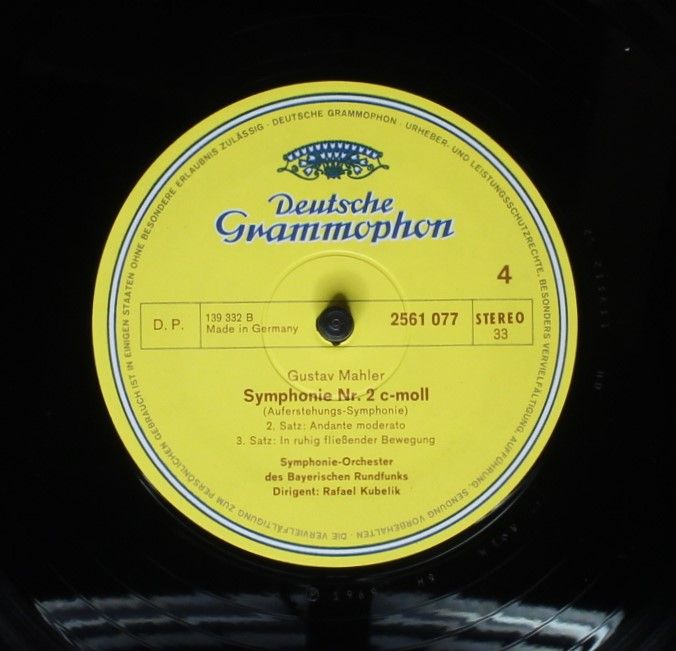 DEUTSCHE GRAMMOPHON · URHEBER- UND LEISTUNGSSCHUTZRECHTE, BESONDERS VERVIELFÄLTIGUNG, AUFFÜHRUNG, SENDUNG VORBEHALTEN · DIE VERVIELFÄLTIGUNG ZUM PERSÖNLICHEN GEBRAUCH IST IN EINIGEN STAATEN OHNE BESONDERE ERLAUBNIS ZULÄSSIG ·
Deutsche
Grammophon
4
D. P.
139 332 B
Made in Germany
2561 077
STEREO
33
Gustav Mahler
Symphonie Nr. 2 c-moll
(Auferstehungs-Symphonie)
2. Satz: Andante moderato
3. Satz: In ruhig fließender Bewegung
Symphonie-Orchester
des Bayerischen Rundfunks
Dirigent: Rafael Kubelik